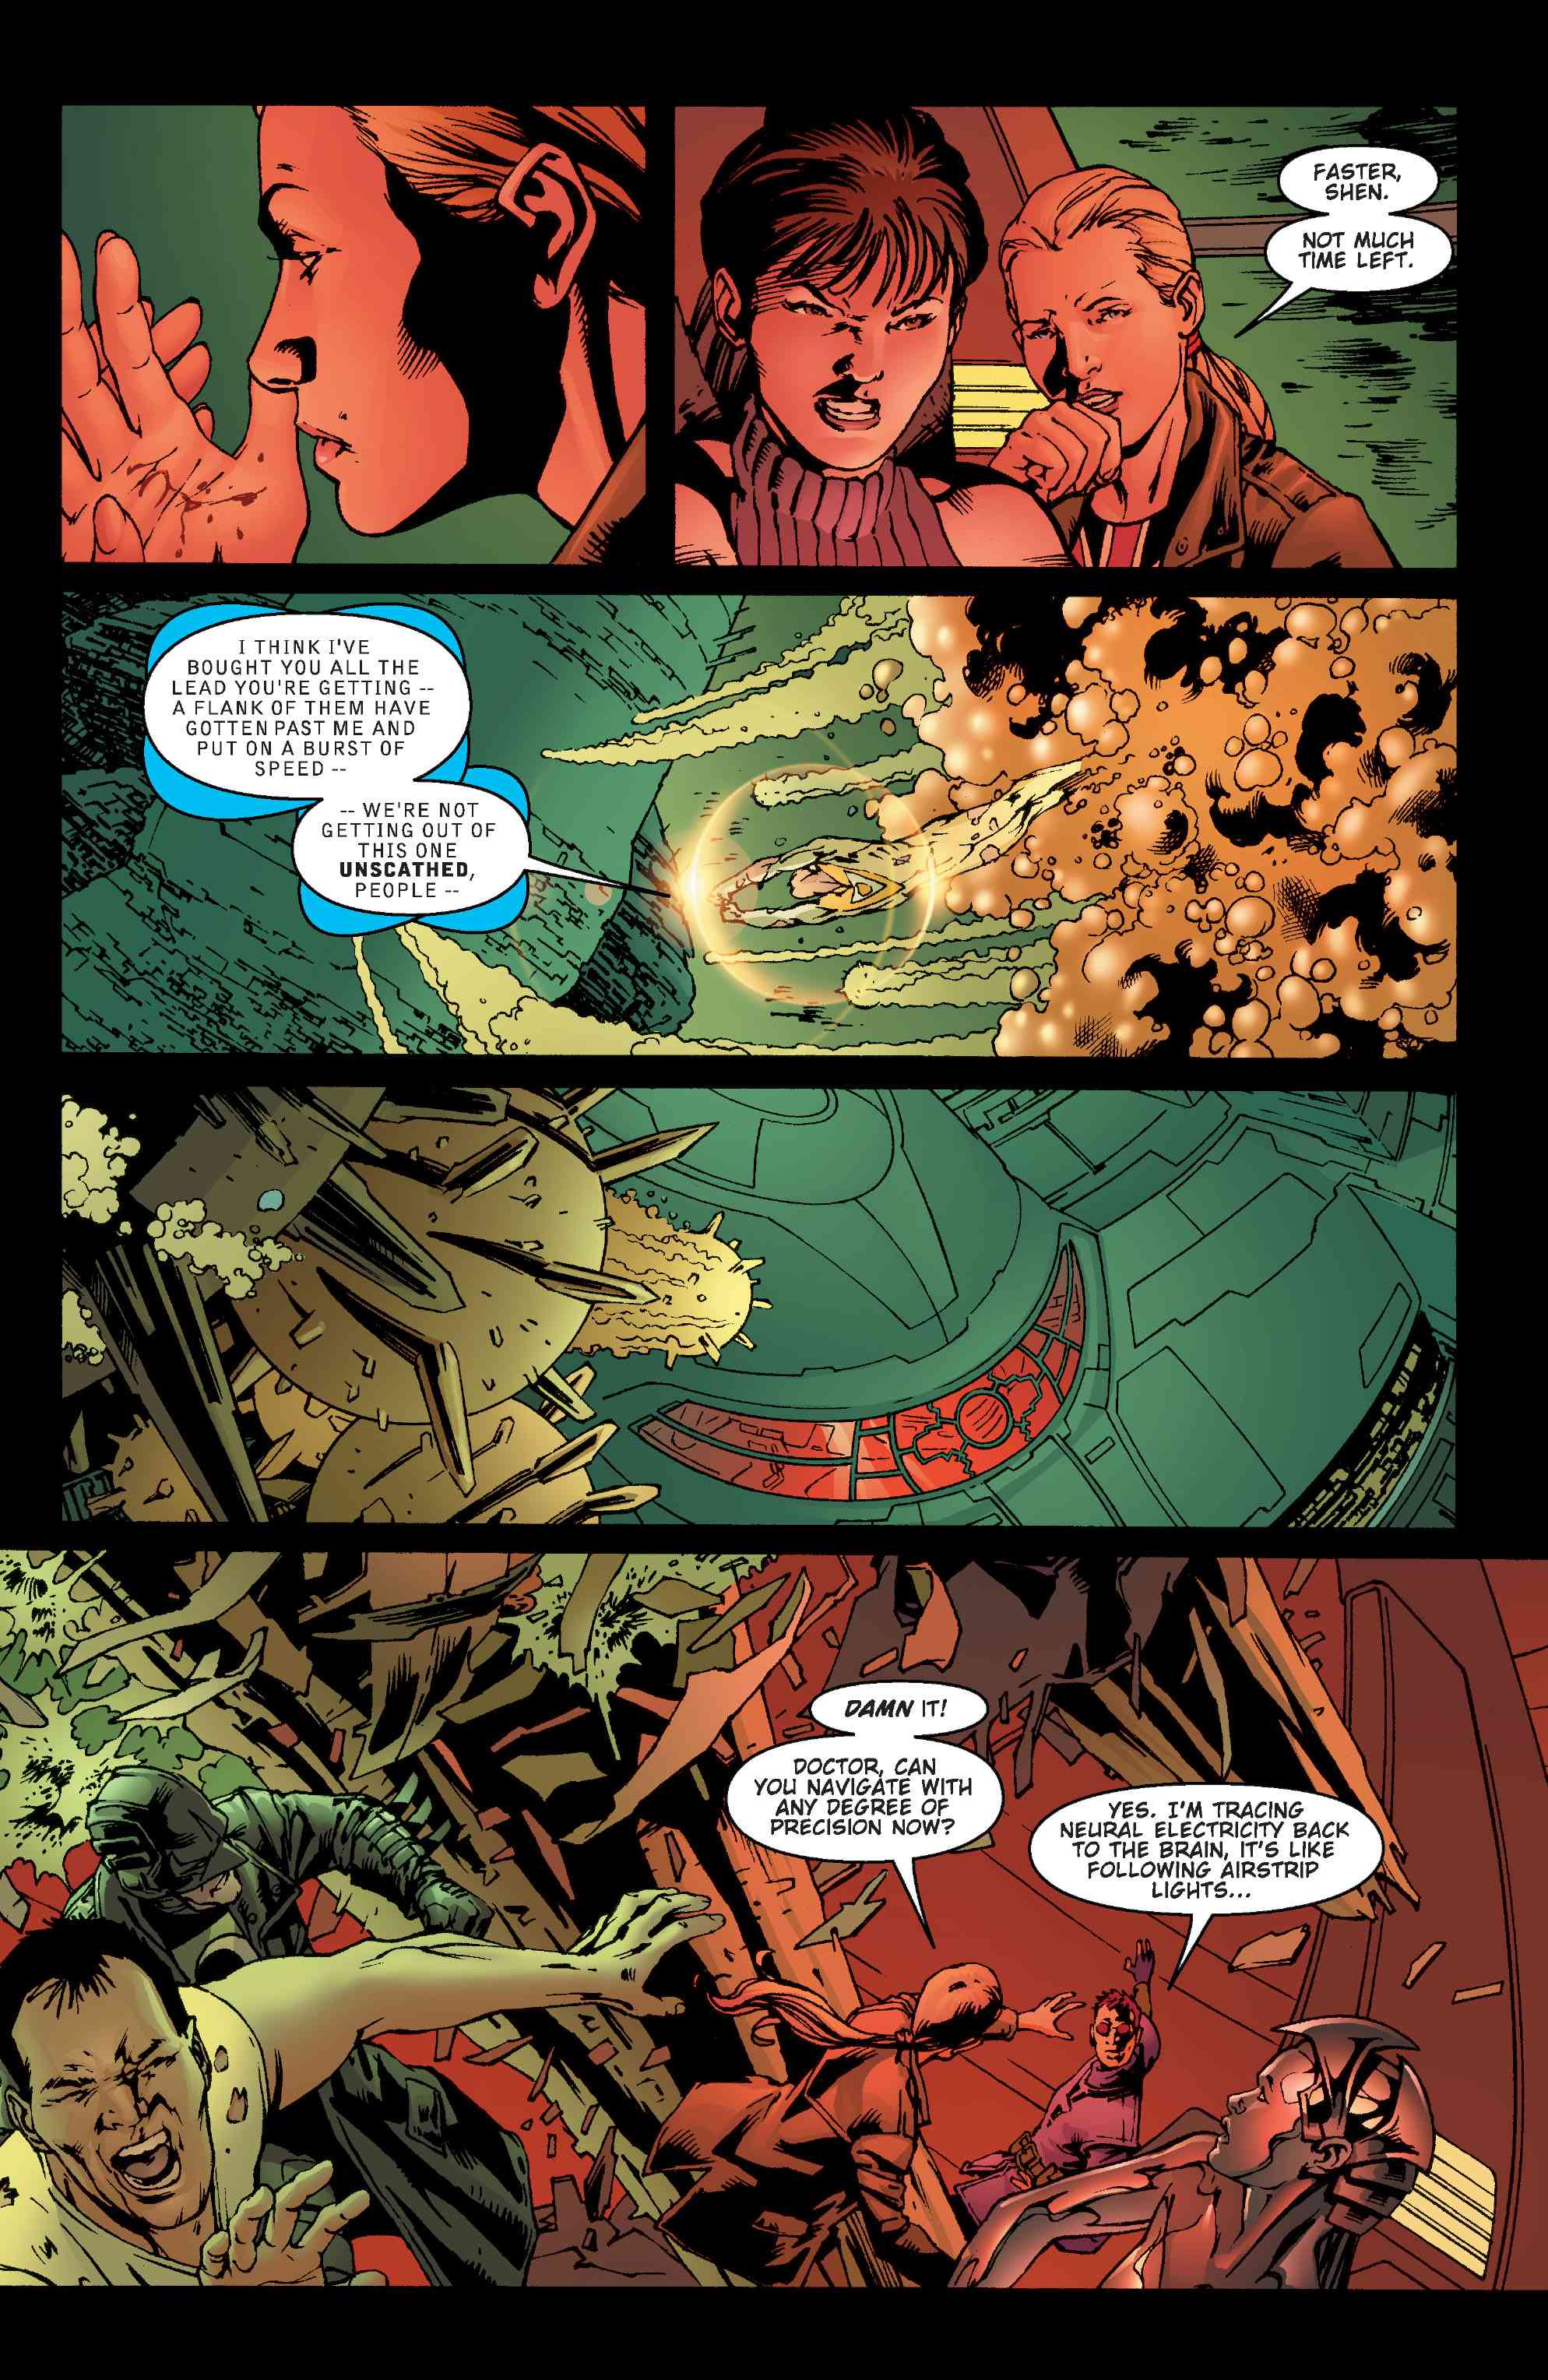 FASTER,
SHEN.
NOT MUCH
TIME LEFT.
I THINK I'VE
BOUGHT YOU ALL THE
LEAD YOU'RE GETTING --
A FLANK OF THEM HAVE
GOTTEN PAST ME AND
PUT ON A BURST OF
SPEED --
-- WE'RE NOT
GETTING OUT OF
THIS ONE
UNSCATHED,
PEOPLE --
DAMN IT!
DOCTOR, CAN
YOU NAVIGATE WITH
ANY DEGREE OF
PRECISION NOW?
YES. I'M TRACING
NEURAL ELECTRICITY BACK
TO THE BRAIN, IT'S LIKE
FOLLOWING AIRSTRIP
LIGHTS...